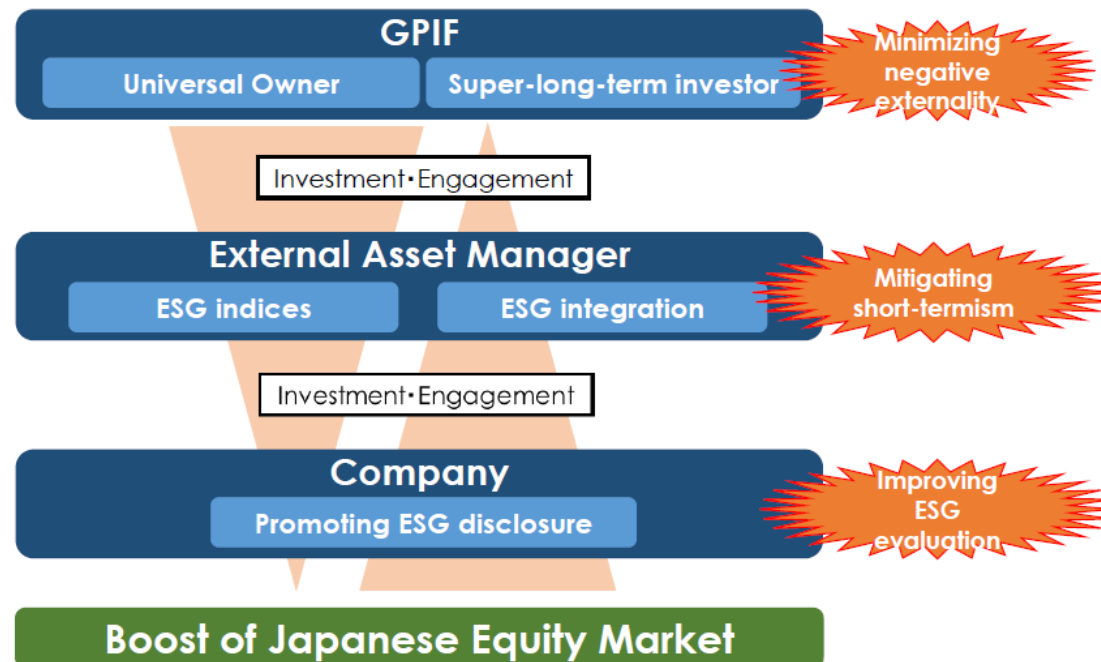 GPIF
Universal Owner
Super-long-term investor
Minimizing
negative
externality
Investment・Engagement
External Asset Manager
ESG indices
ESG integration
Mitigating
short-termism
Investment・Engagement
Company
Promoting ESG disclosure
Improving
ESG
evaluation
Boost of Japanese Equity Market